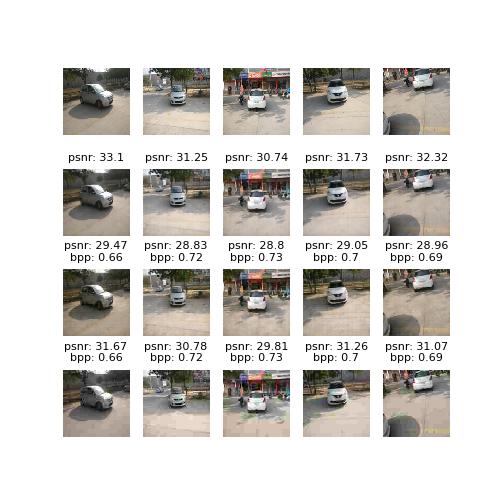 psnr: 33.1 psnr: 31.25 psnr: 30.74 psnr: 31.73 psnr: 32.32
psnr: 29.47 psnr: 28.83 psnr: 28.8 psnr: 29.05 psnr: 28.96
bpp: 0.66 bpp: 0.72 bpp: 0.73 bpp: 0.7 bpp: 0.69
psnr: 31.67 psnr: 30.78 psnr: 29.81 psnr: 31.26 psnr: 31.07
bpp: 0.66 bpp: 0.72 bpp: 0.73 bpp: 0.7 bpp: 0.69